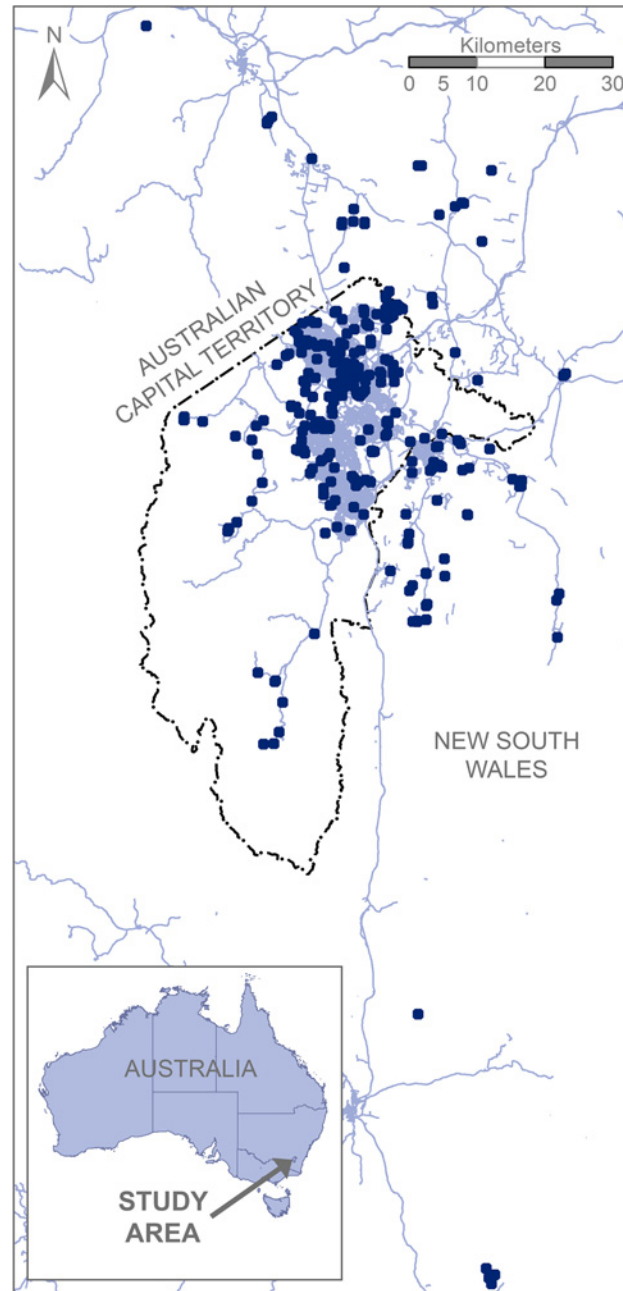 N
Kilometers
0 5 10 20 30
AUSTRALIAN
CAPITAL TERRITORY
NEW SOUTH
WALES
AUSTRALIA
STUDY
AREA